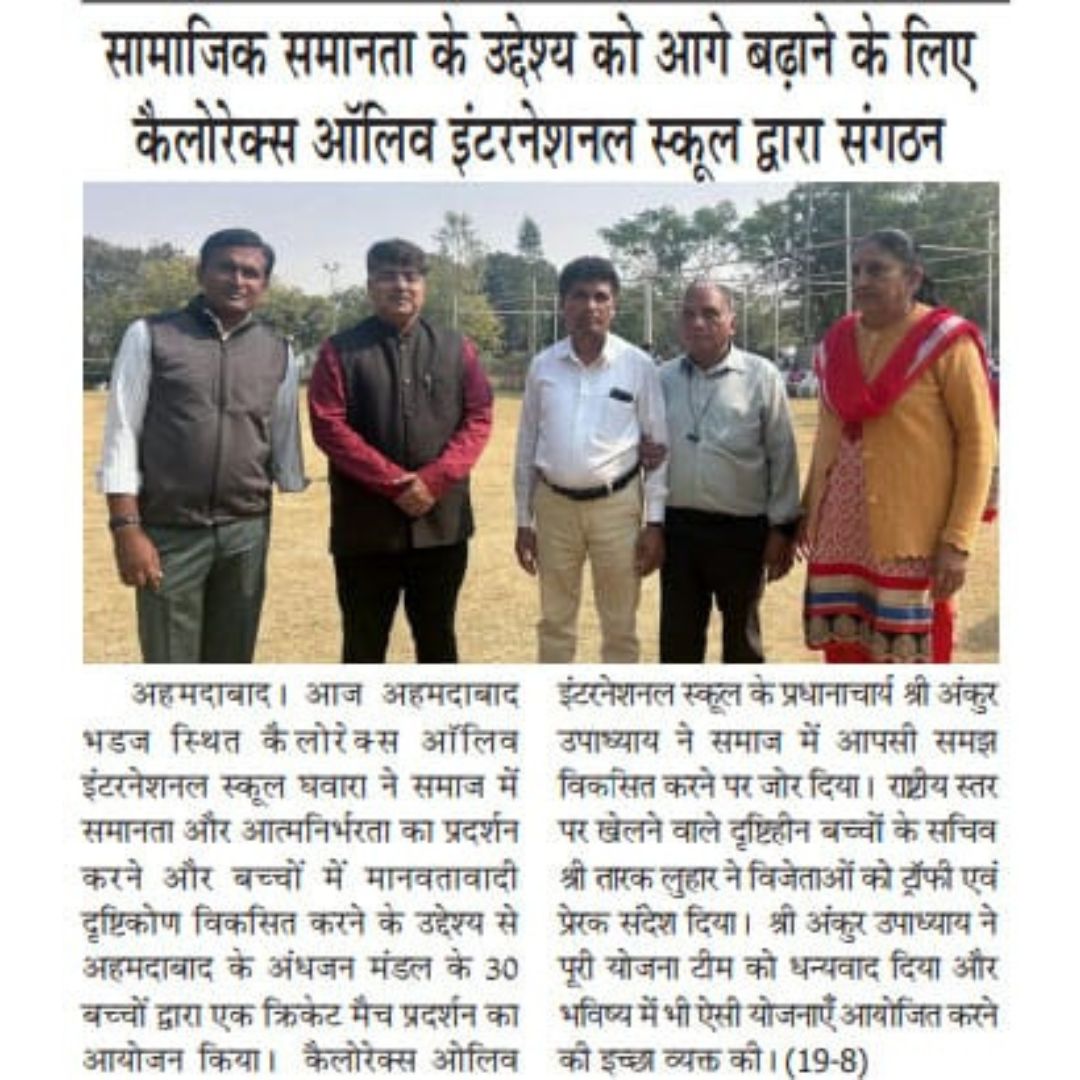 सामाजिक समानता के उद्देश्य को आगे बढ़ाने के लिए
कैलोरेक्स ऑलिव इंटरनेशनल स्कूल द्वारा संगठन
अहमदाबाद। आज अहमदाबाद
भडज स्थित कैलोरेक्स ऑलिव
इंटरनेशनल स्कूल घवारा ने समाज में
समानता और आत्मनिर्भरता का प्रदर्शन
करने और बच्चों में मानवतावादी
दृष्टिकोण विकसित करने के उद्देश्य से
अहमदाबाद के अंधजन मंडल के 30
बच्चों द्वारा एक क्रिकेट मैच प्रदर्शन का
आयोजन किया। कैलोरेक्स ओलिव
इंटरनेशनल स्कूल के प्रधानाचार्य श्री अंकुर
उपाध्याय ने समाज में आपसी समझ
विकसित करने पर जोर दिया। राष्ट्रीय स्तर
पर खेलने वाले दृष्टिहीन बच्चों के सचिव
श्री तारक लुहार ने विजेताओं को ट्रॉफी एवं
प्रेरक संदेश दिया। श्री अंकुर उपाध्याय ने
पूरी योजना टीम को धन्यवाद दिया और
भविष्य में भी ऐसी योजनाएँ आयोजित करने
की इच्छा व्यक्त की। (19-8)